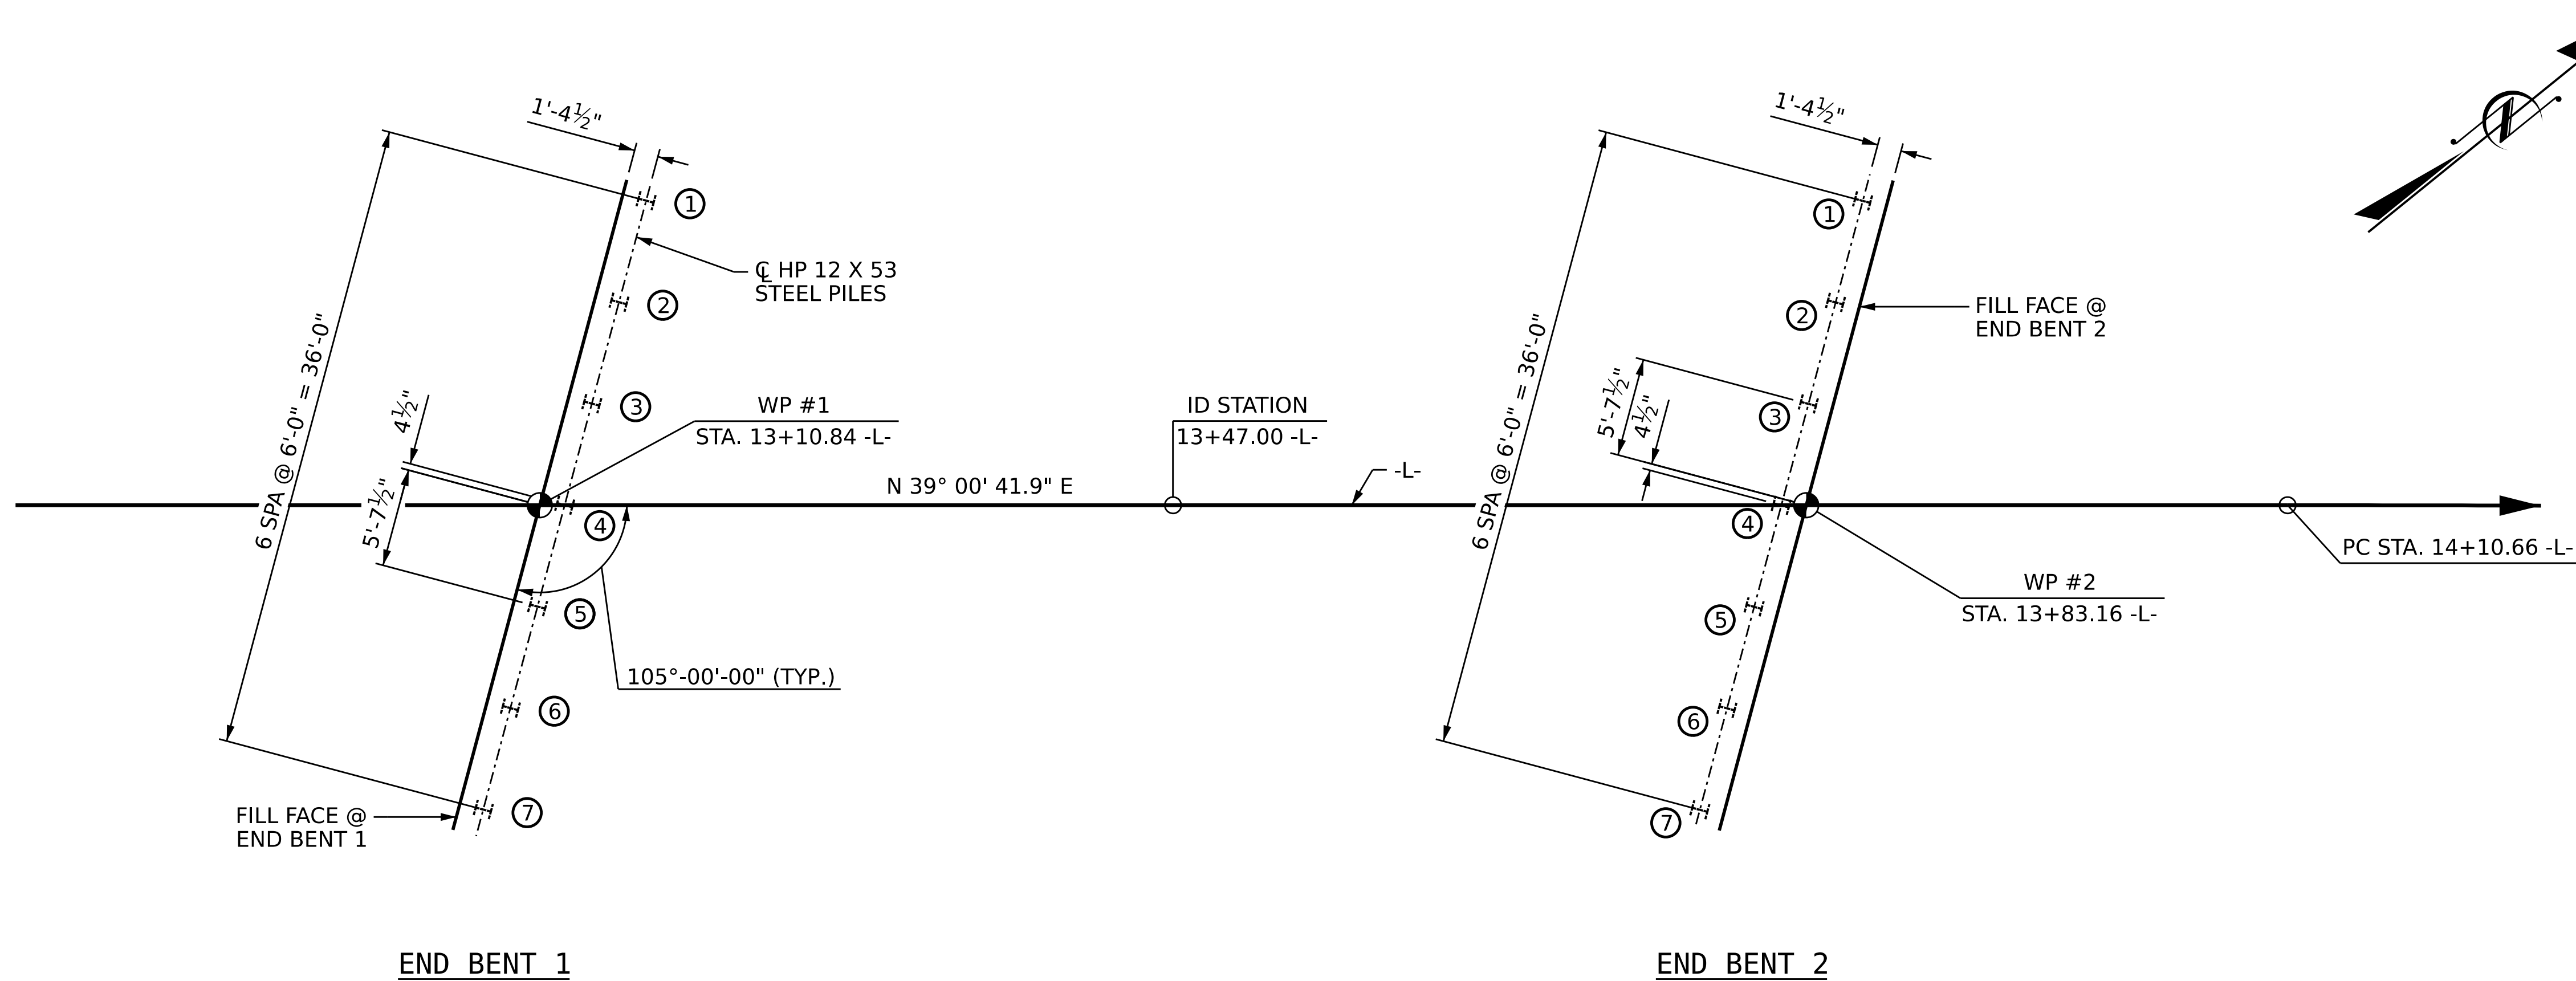 1'-4½"
1'-4½"
1
1
℄ HP 12 X 53
STEEL PILES
2
2
FILL FACE @
END BENT 2
6 SPA @ 6'-0" = 36'-0"
6 SPA @ 6'-0" = 36'-0"
4½"
5'-7½"
3
WP #1
STA. 13+10.84 -L-
ID STATION
13+47.00 -L-
5'-7½"
4½"
3
N 39° 00' 41.9" E
-L-
4
4
PC STA. 14+10.66 -L-
WP #2
STA. 13+83.16 -L-
5
5
105°-00'-00" (TYP.)
6
6
FILL FACE @
END BENT 1
7
7
END BENT 1
END BENT 2
N